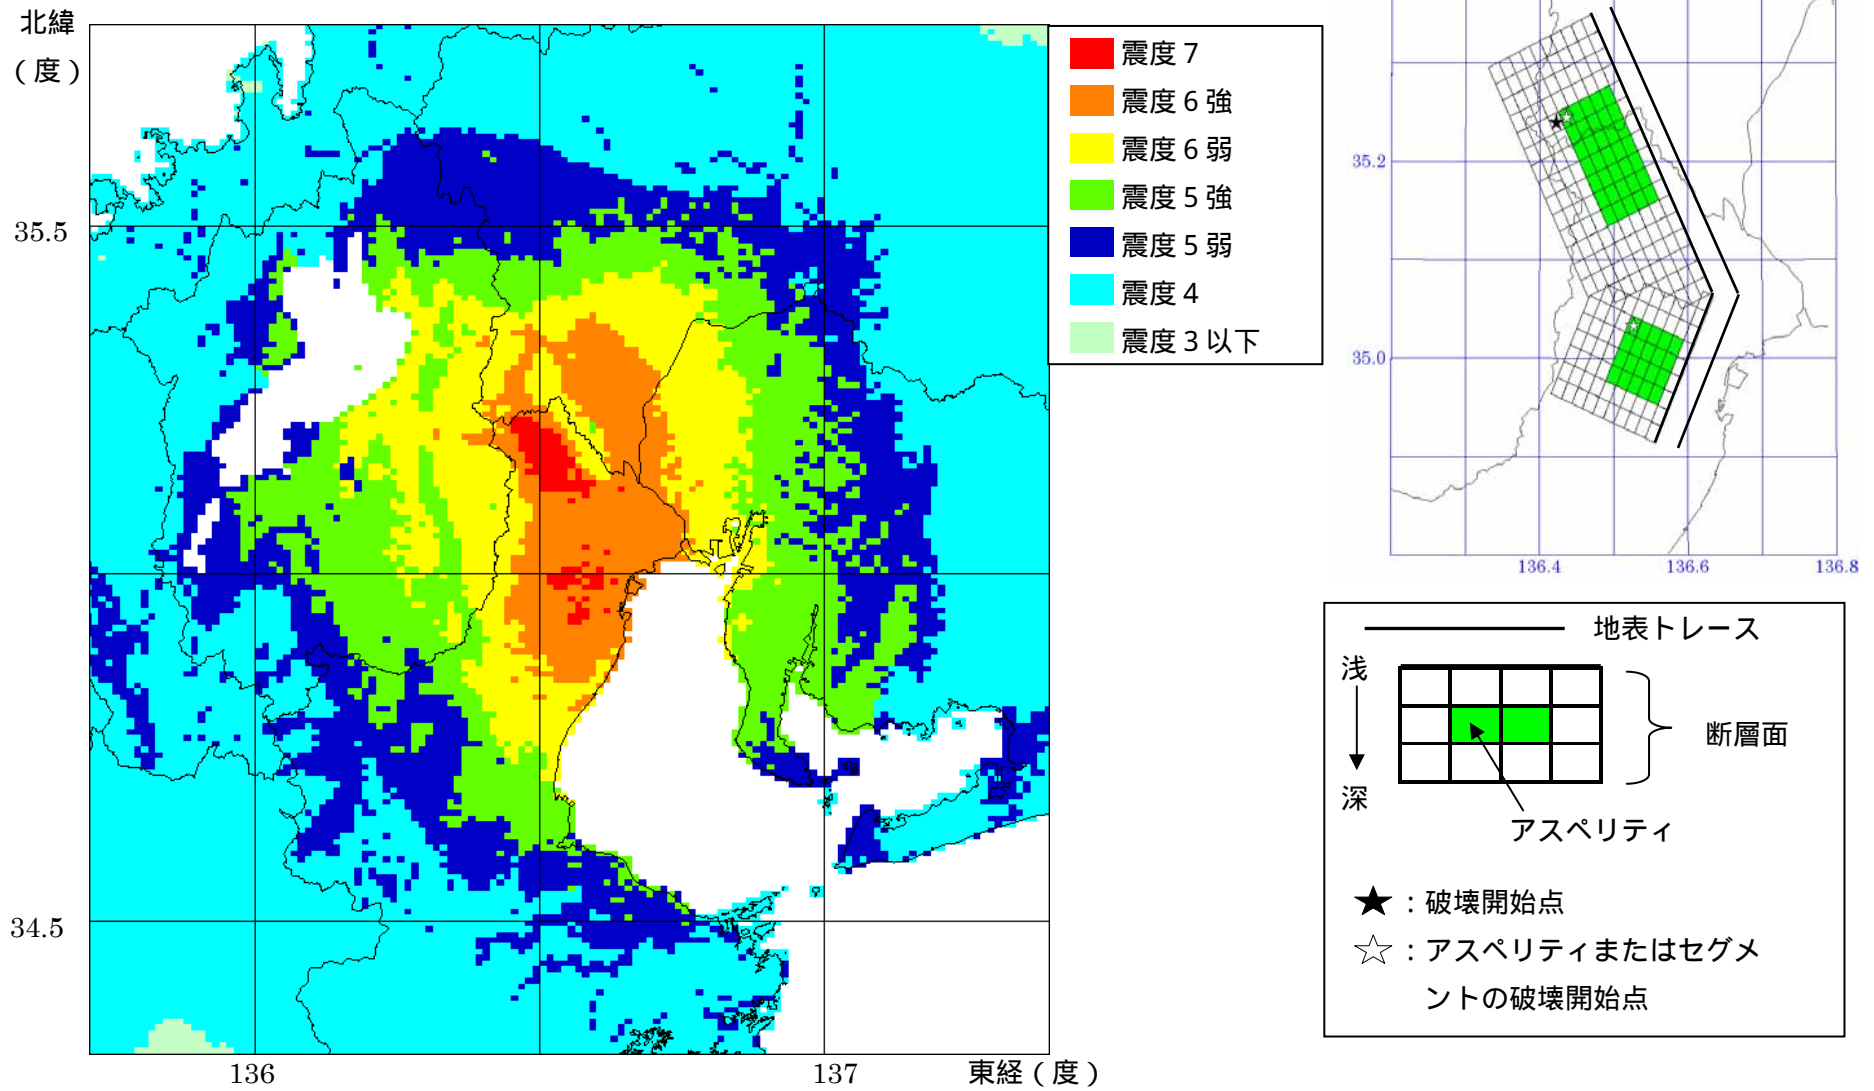 北緯
（度）
35.5
34.5
136
137
東経（度）
震度７
震度６強
震度６弱
震度５強
震度５弱
震度４
震度３以下
35.2
35.0
136.4
136.6
136.8
地表トレース
浅
深
断層面
アスペリティ
★：破壊開始点
☆：アスペリティまたはセグメ
ントの破壊開始点